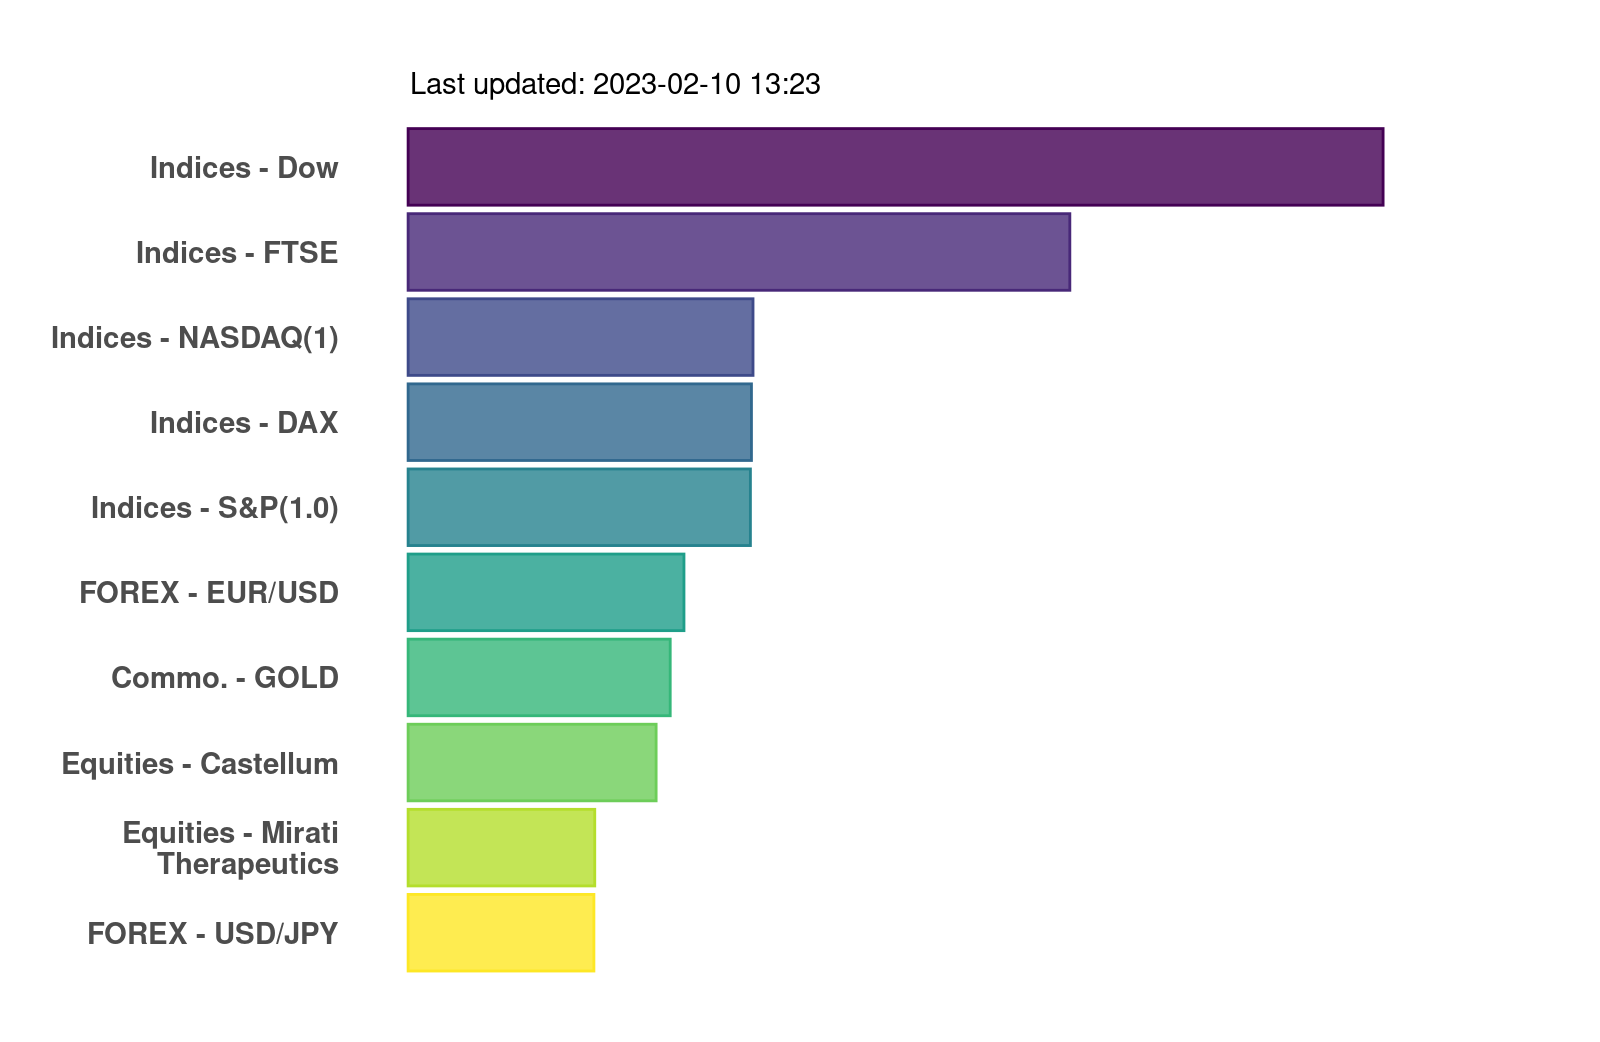 Last updated: 2023-02-10 13:23
Indices - Dow
Indices - FTSE
Indices - NASDAQ(1)
Indices - DAX
Indices - S&P(1.0)
FOREX - EUR/USD
Commo. - GOLD
Equities - Castellum
Equities - Mirati
Therapeutics
FOREX - USD/JPY